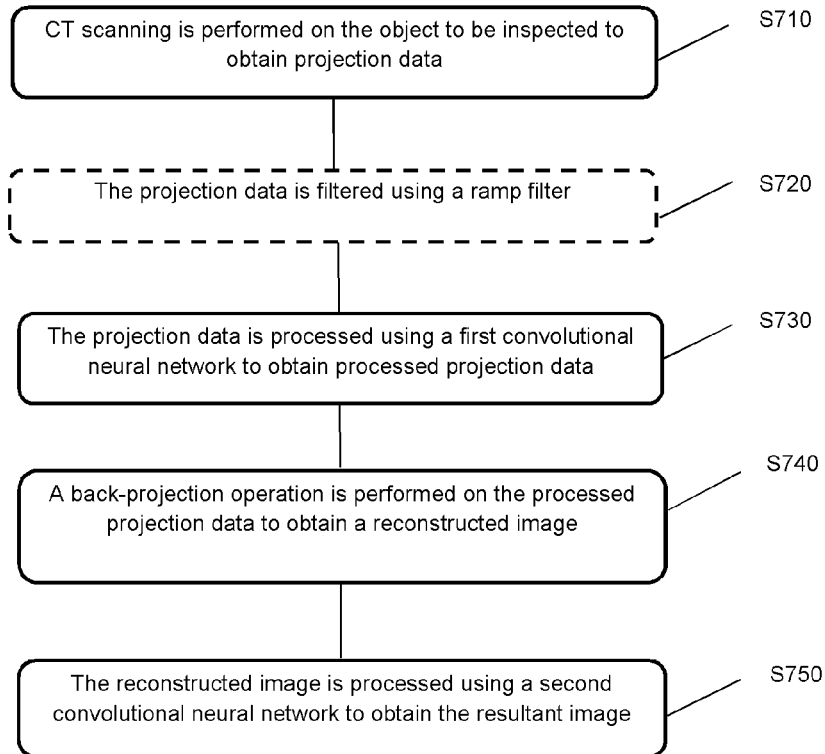 CT scanning is performed on the object to be inspected to
obtain projection data
S710
The projection data is filtered using a ramp filter
S720
The projection data is processed using a first convolutional
neural network to obtain processed projection data
S730
A back-projection operation is performed on the processed
projection data to obtain a reconstructed image
S740
The reconstructed image is processed using a second
convolutional neural network to obtain the resultant image
S750